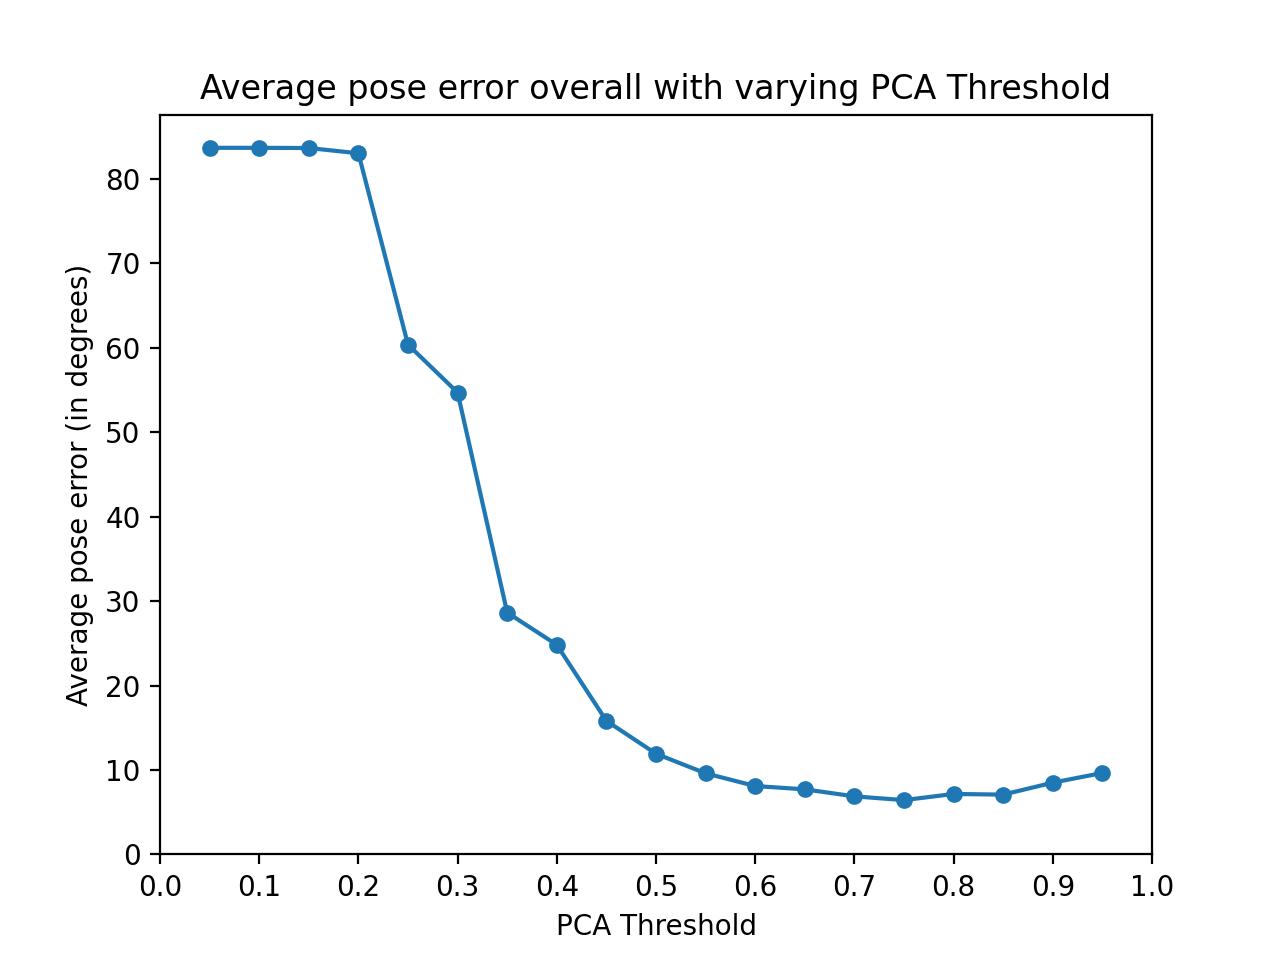 Average pose error overall with varying PCA Threshold
Average pose error (in degrees)
80
70
60
50
40
30
20
10
0
0.0 0.1 0.2 0.3 0.4 0.5 0.6 0.7 0.8 0.9 1.0
PCA Threshold